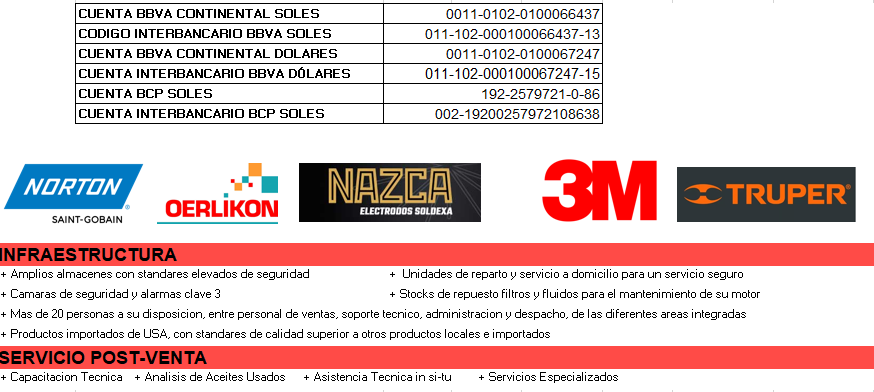 CUENTA BBVA CONTINENTAL SOLES 0011-0102-0100066437
CODIGO INTERBANCARIO BBVA SOLES 011-102-000100066437-13
CUENTA BBVA CONTINENTAL DOLARES 0011-0102-0100067247
CUENTA INTERBANCARIO BBVA DÓLARES 011-102-000100067247-15
CUENTA BCP SOLES 192-2579721-0-86
CUENTA INTERBANCARIO BCP SOLES 002-19200257972108638
NORTON
SAINT-GOBAIN
OERLIKON
NAZCA
ELECTRODOS SOLDEXA
3M
TRUPER®
INFRAESTRUCTURA
+ Amplios almacenes con standares elevados de seguridad + Unidades de reparto y servicio a domicilio para un servicio seguro
+ Camaras de seguridad y alarmas clave 3 + Stocks de repuesto filtros y fluidos para el mantenimiento de su motor
+ Mas de 20 personas a su disposicion, entre personal de ventas, soporte tecnico, administracion y despacho, de las diferentes areas integradas
+ Productos importados de USA, con standares de calidad superior a otros productos locales e importados
SERVICIO POST-VENTA
+ Capacitacion Tecnica + Analisis de Aceites Usados + Asistencia Tecnica in si-tu + Servicios Especializados